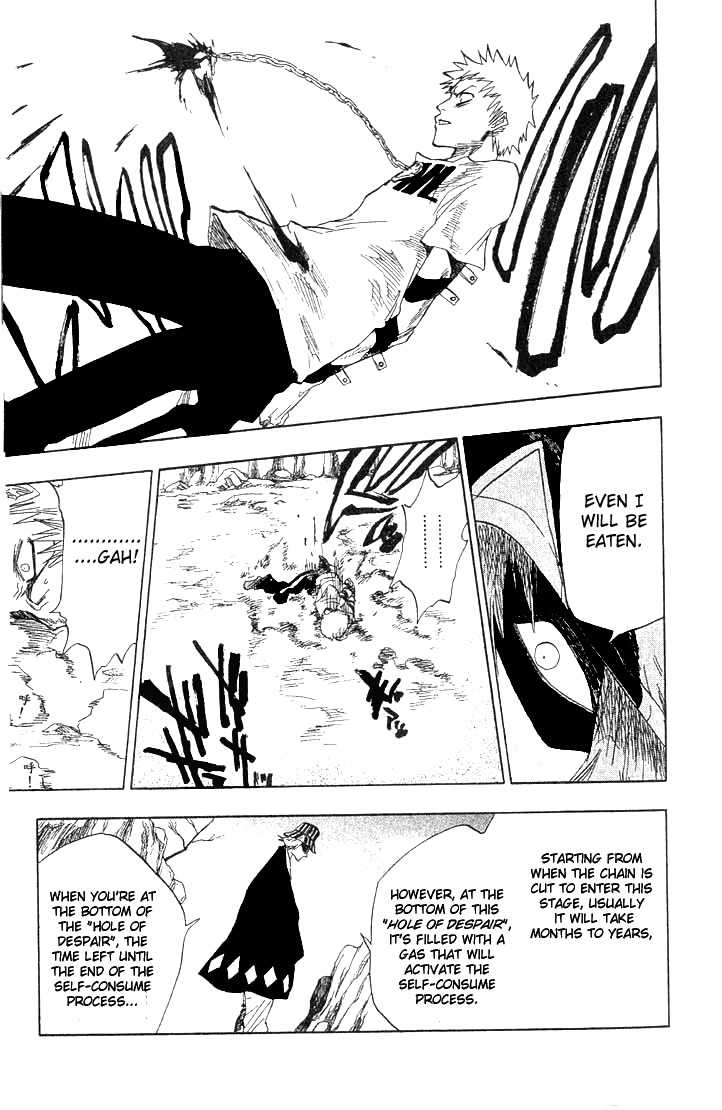 EVEN I
WILL BE
EATEN.
.............
....GAH!
STARTING FROM
WHEN THE CHAIN IS
CUT TO ENTER THIS
STAGE, USUALLY
IT WILL TAKE
MONTHS TO YEARS,
HOWEVER, AT THE
BOTTOM OF THIS
"HOLE OF DESPAIR",
IT'S FILLED WITH A
GAS THAT WILL
ACTIVATE THE
SELF-CONSUME
PROCESS.
WHEN YOU'RE AT
THE BOTTOM OF
THE "HOLE OF
DESPAIR", THE
TIME LEFT UNTIL
THE END OF THE
SELF-CONSUME
PROCESS...